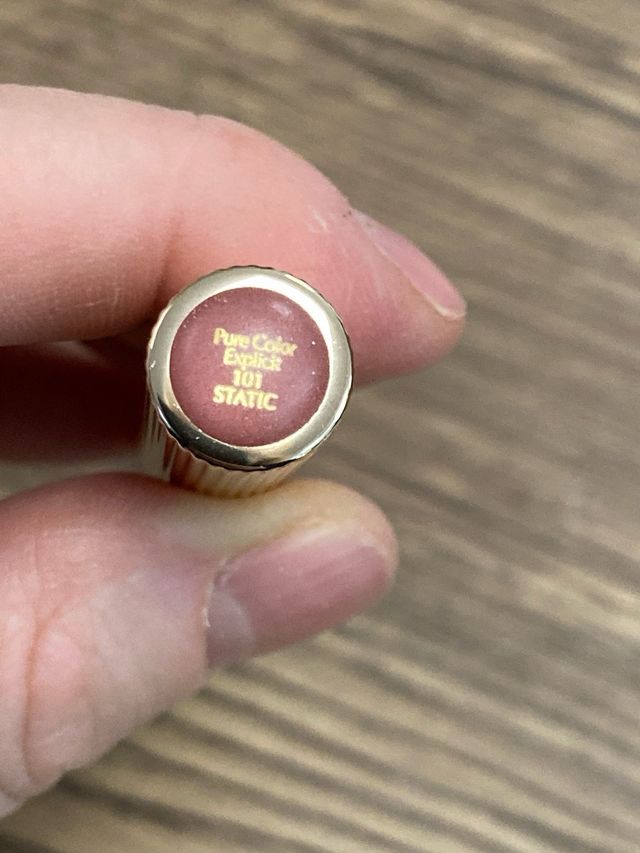 Pure Color
Explicit
101
STATIC